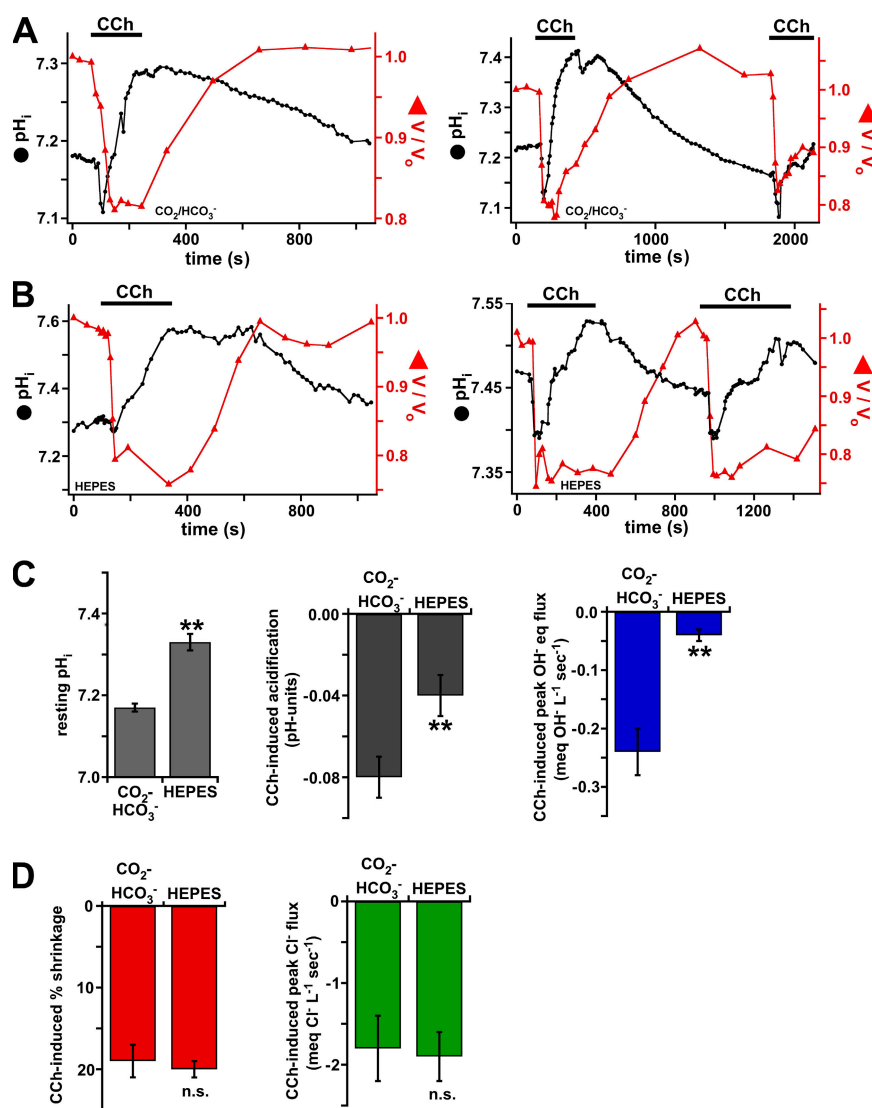 A
CCh
7.3
7.2
7.1
● pHi
1.0
0.9
0.8
▲ V / Vo
CO2/HCO3-
0 400 800
time (s)
CCh CCh
7.4
7.3
7.2
7.1
● pHi
1.0
0.9
0.8
▲ V / Vo
CO2/HCO3-
0 1000 2000
time (s)
B
CCh
7.6
7.4
7.2
● pHi
1.0
0.9
0.8
0.7
▲ V / Vo
HEPES
0 400 800
time (s)
CCh CCh
7.55
7.45
7.35
● pHi
1.0
0.9
0.8
0.7
▲ V / Vo
HEPES
0 400 800 1200
time (s)
C
resting pHi
7.4
7.2
7.0
**
CO2-
HCO3-
HEPES
CO2-
HCO3-
HEPES
CCh-induced acidification
(pH-units)
0.00
-0.04
-0.08
**
CO2-
HCO3-
HEPES
CCh-induced peak OH- eq flux
(meq OH- L-1 sec-1)
0.0
-0.1
-0.2
-0.3
**
D
CO2-
HCO3-
HEPES
CCh-induced % shrinkage
0
10
20
n.s.
CO2-
HCO3-
HEPES
CCh-induced peak Cl- flux
(meq Cl- L-1 sec-1)
0
-1
-2
n.s.